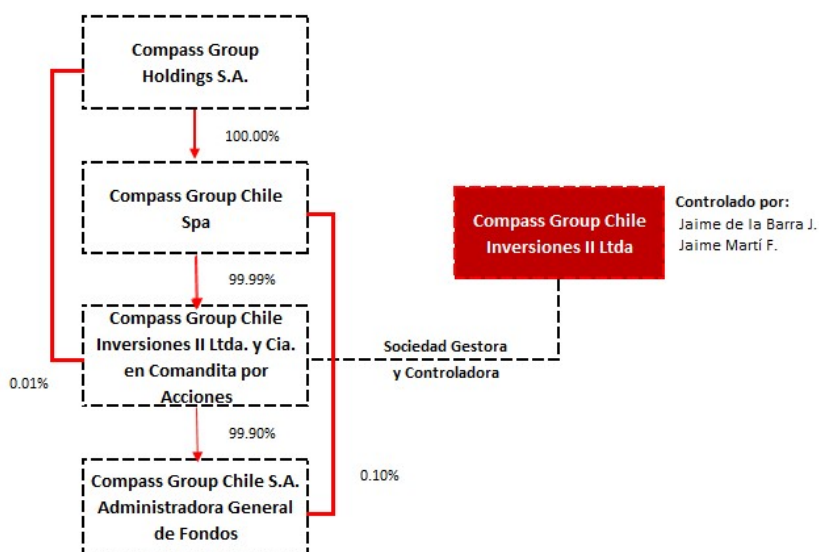 Compass Group
Holdings S.A.
100.00%
Compass Group Chile
Spa
Compass Group Chile
Inversiones II Ltda
Controlado por:
Jaime de la Barra J.
Jaime Martí F.
99.99%
Compass Group Chile
Inversiones II Ltda. y Cia.
en Comandita por
Acciones
Sociedad Gestora
y Controladora
0.01%
99.90%
Compass Group Chile S.A.
Administradora General
de Fondos
0.10%